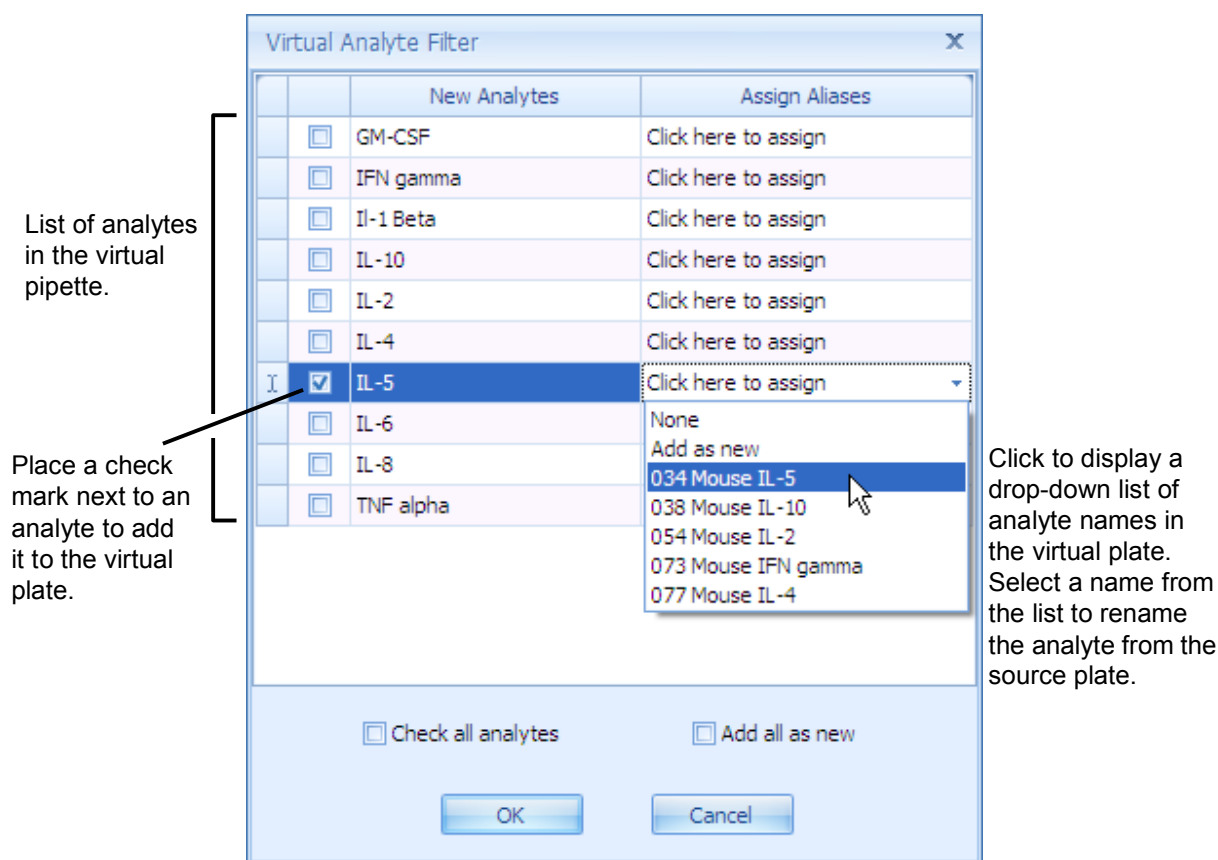 Virtual Analyte Filter
x
New Analytes Assign Aliases
GM-CSF Click here to assign
IFN gamma Click here to assign
Il-1 Beta Click here to assign
IL-10 Click here to assign
IL-2 Click here to assign
IL-4 Click here to assign
IL-5 Click here to assign
IL-6
IL-8
TNF alpha
None
Add as new
034 Mouse IL-5
038 Mouse IL-10
054 Mouse IL-2
073 Mouse IFN gamma
077 Mouse IL-4
Check all analytes Add all as new
OK Cancel
List of analytes
in the virtual
pipette.
Place a check
mark next to an
analyte to add
it to the virtual
plate.
Click to display a
drop-down list of
analyte names in
the virtual plate.
Select a name from
the list to rename
the analyte from the
source plate.